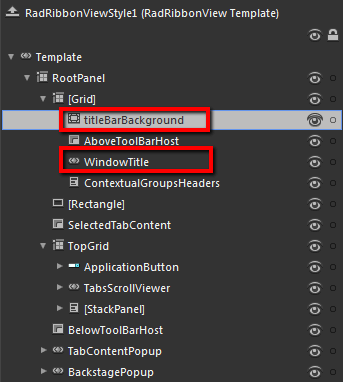 RadRibbonViewStyle1 (RadRibbonView Template)
Template
RootPanel
[Grid]
titleBarBackground
AboveToolBarHost
WindowTitle
ContextualGroupsHeaders
[Rectangle]
SelectedTabContent
TopGrid
ApplicationButton
TabsScrollViewer
[StackPanel]
BelowToolBarHost
TabContentPopup
BackstagePopup